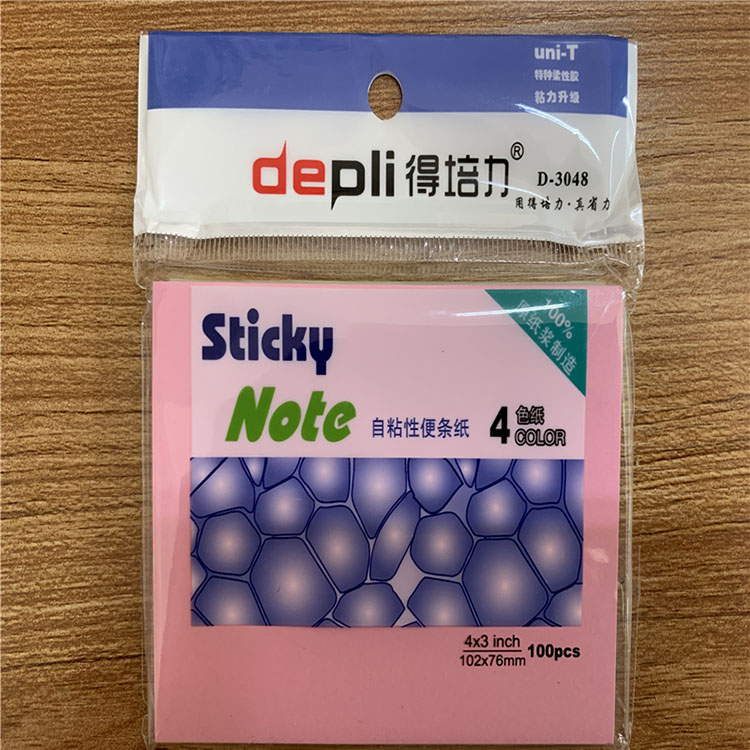 uni-T
特种柔性胶
粘力升级
depli 得培力®
D-3048
用得培力·真省力
100%
原纸浆制造
Sticky
Note
自粘性便条纸
4 色纸 COLOR
4x3 inch
102x76mm
100pcs